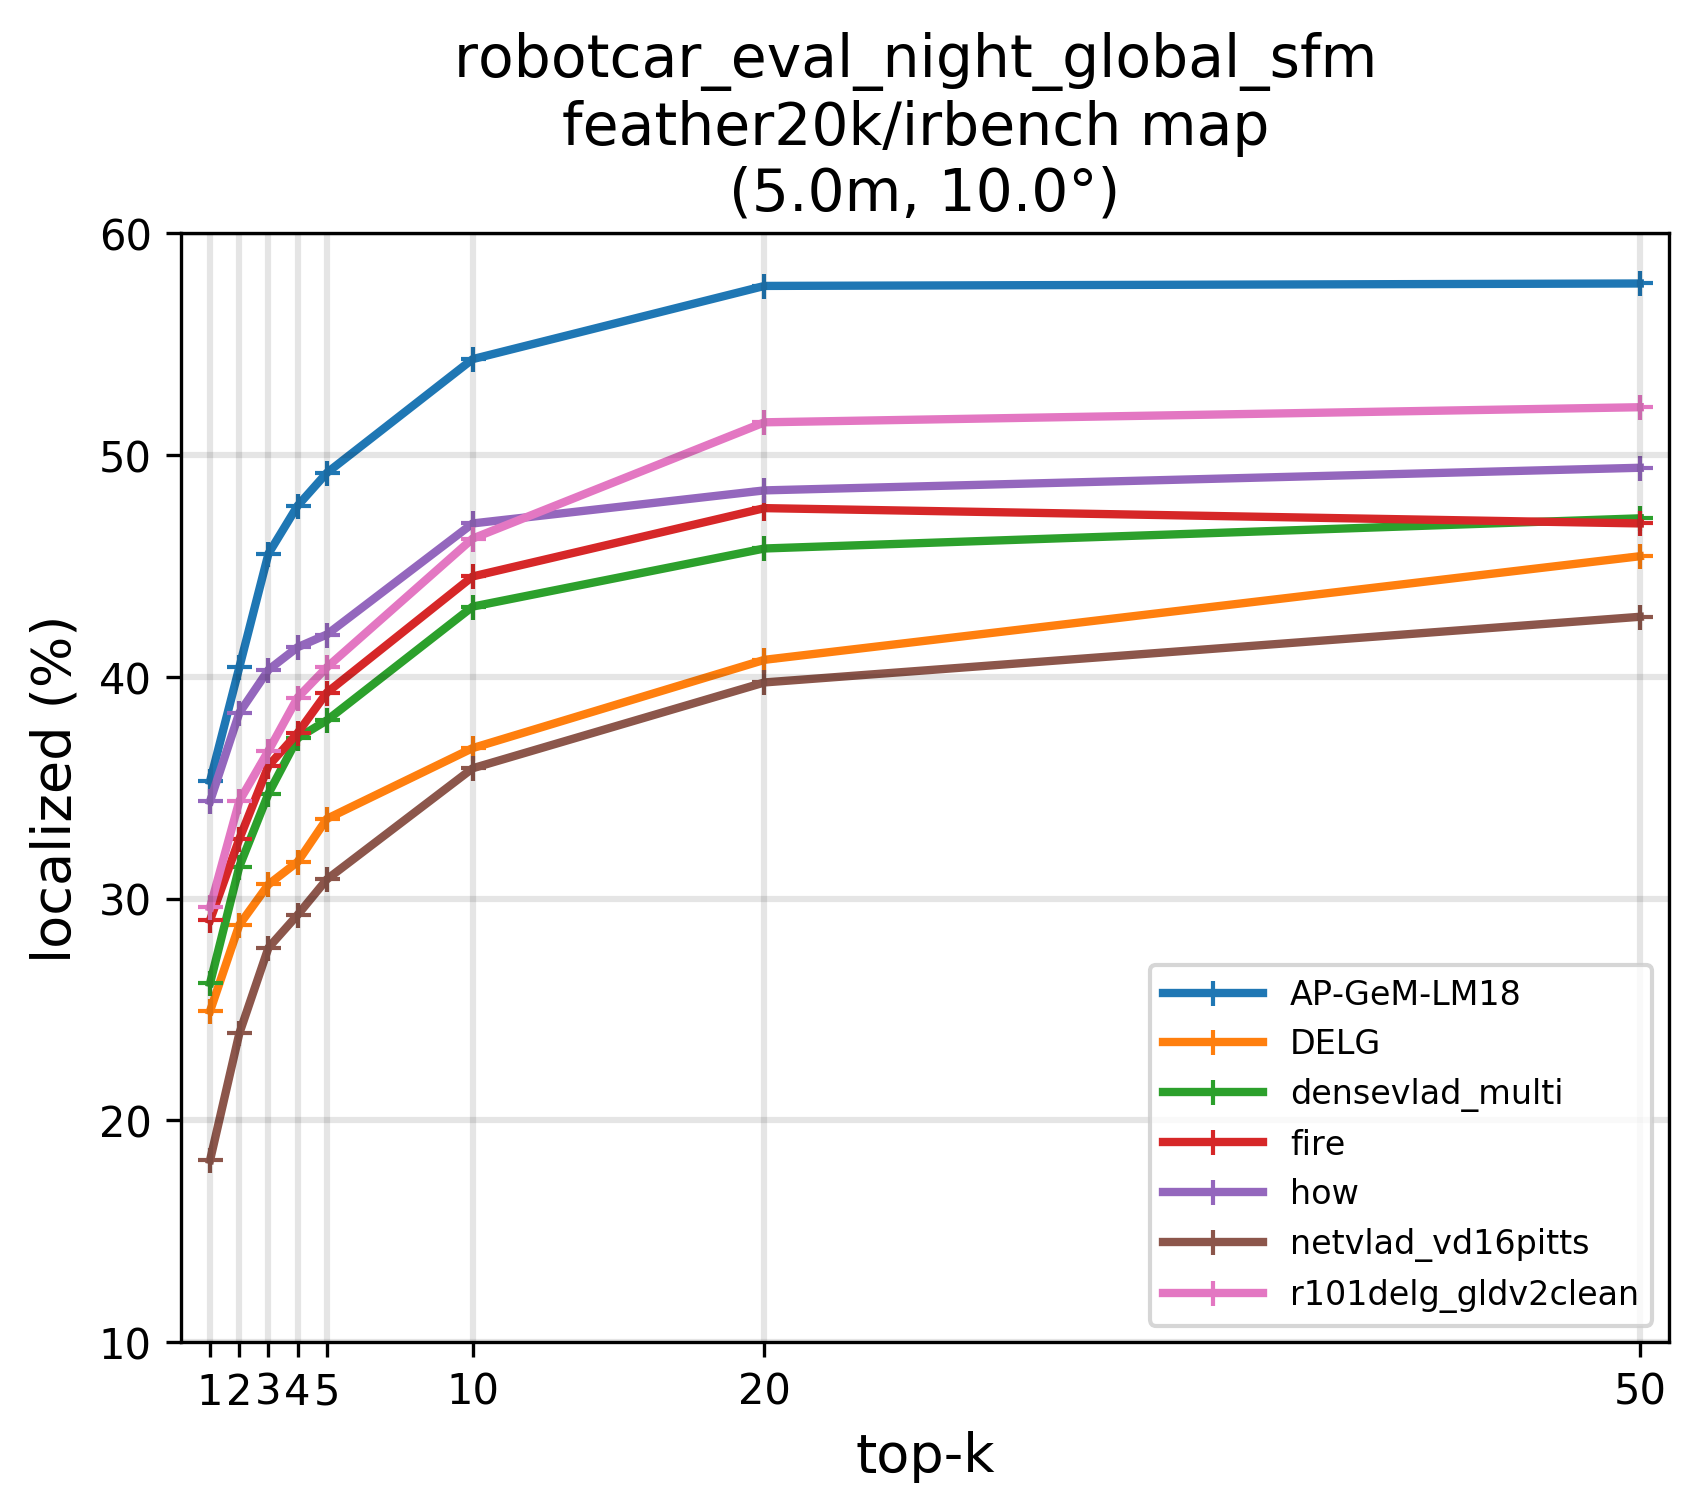 robotcar_eval_night_global_sfm
feather20k/irbench map
(5.0m, 10.0°)
60
50
40
30
20
10
localized (%)
1 2 3 4 5 10 20 50
top-k
AP-GeM-LM18
DELG
densevlad_multi
fire
how
netvlad_vd16pitts
r101delg_gldv2clean